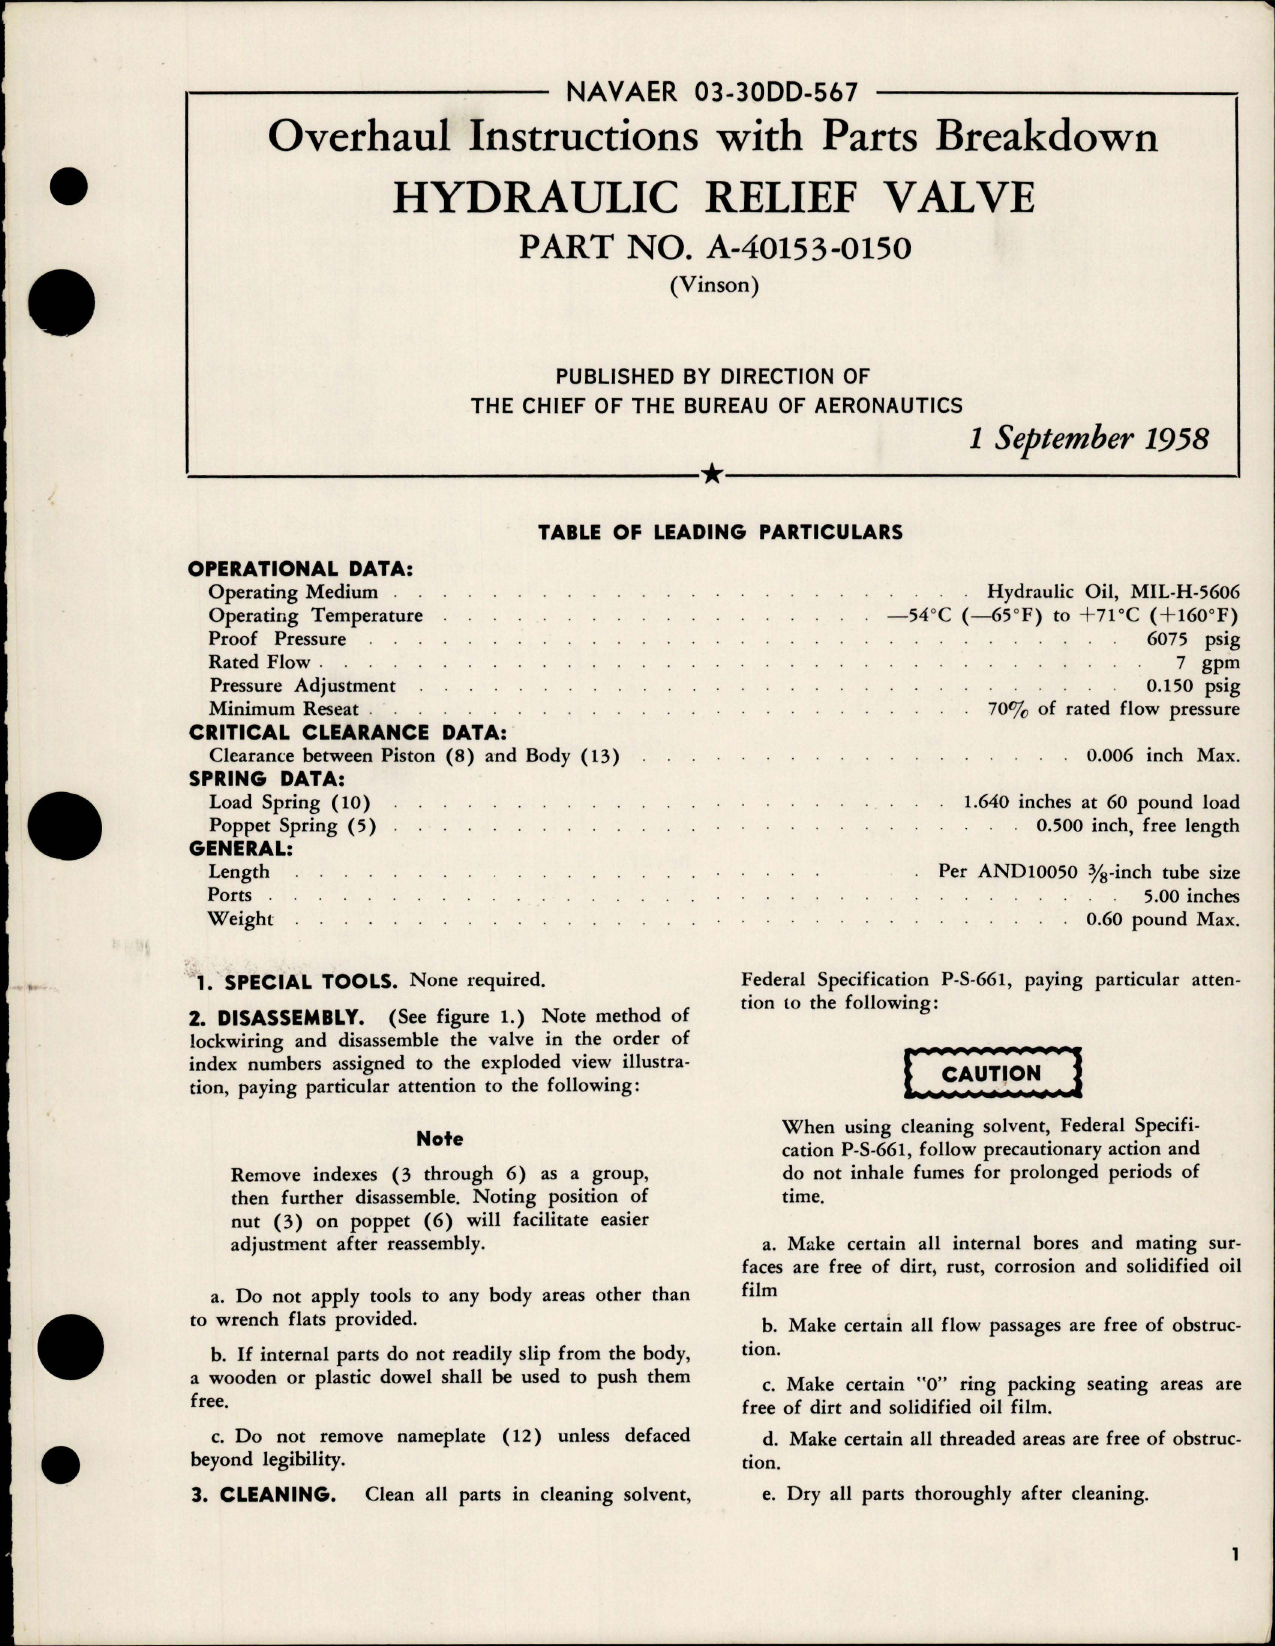 NAVAER 03-30DD-567
Overhaul Instructions with Parts Breakdown
HYDRAULIC RELIEF VALVE
PART NO. A-40153-0150
(Vinson)
PUBLISHED BY DIRECTION OF
THE CHIEF OF THE BUREAU OF AERONAUTICS
1 September 1958
TABLE OF LEADING PARTICULARS
OPERATIONAL DATA:
Operating Medium . . . . . Hydraulic Oil, MIL-H-5606
Operating Temperature . . . . . —54°C (—65°F) to +71°C (+160°F)
Proof Pressure . . . . . 6075 psig
Rated Flow . . . . . 7 gpm
Pressure Adjustment . . . . . 0.150 psig
Minimum Reseat . . . . . 70% of rated flow pressure
CRITICAL CLEARANCE DATA:
Clearance between Piston (8) and Body (13) . . . . . 0.006 inch Max.
SPRING DATA:
Load Spring (10) . . . . . 1.640 inches at 60 pound load
Poppet Spring (5) . . . . . 0.500 inch, free length
GENERAL:
Length . . . . . Per AND10050 3/8-inch tube size
Ports . . . . . 5.00 inches
Weight . . . . . 0.60 pound Max.
1. SPECIAL TOOLS. None required.
2. DISASSEMBLY. (See figure 1.) Note method of
lockwiring and disassemble the valve in the order of
index numbers assigned to the exploded view illustra-
tion, paying particular attention to the following:
Note
Remove indexes (3 through 6) as a group,
then further disassemble. Noting position of
nut (3) on poppet (6) will facilitate easier
adjustment after reassembly.
a. Do not apply tools to any body areas other than
to wrench flats provided.
b. If internal parts do not readily slip from the body,
a wooden or plastic dowel shall be used to push them
free.
c. Do not remove nameplate (12) unless defaced
beyond legibility.
3. CLEANING. Clean all parts in cleaning solvent,
Federal Specification P-S-661, paying particular atten-
tion to the following:
CAUTION
When using cleaning solvent, Federal Specifi-
cation P-S-661, follow precautionary action and
do not inhale fumes for prolonged periods of
time.
a. Make certain all internal bores and mating sur-
faces are free of dirt, rust, corrosion and solidified oil
film
b. Make certain all flow passages are free of obstruc-
tion.
c. Make certain "O" ring packing seating areas are
free of dirt and solidified oil film.
d. Make certain all threaded areas are free of obstruc-
tion.
e. Dry all parts thoroughly after cleaning.
1